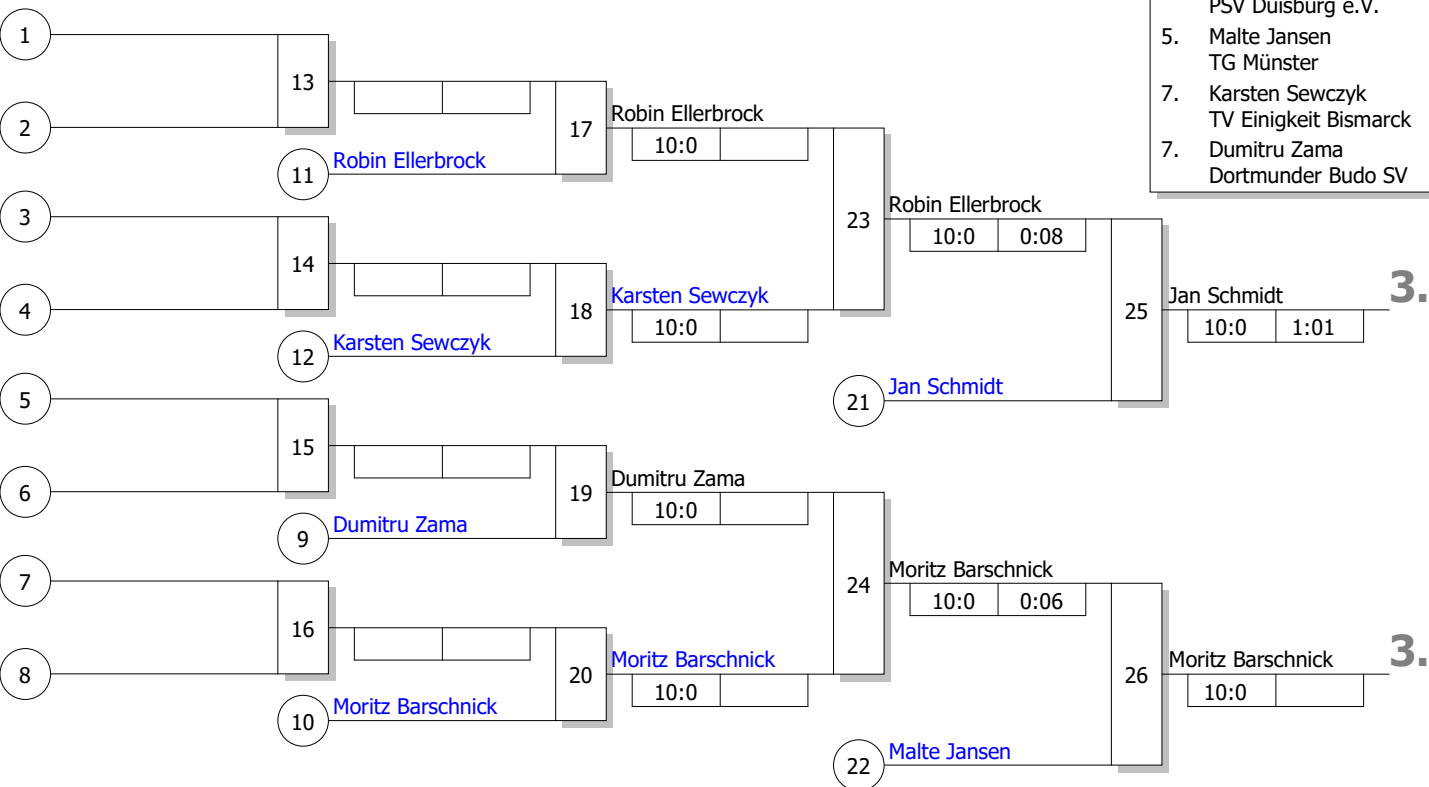 PSV Duisburg e.V.
5. Malte Jansen
TG Münster
7. Karsten Sewczyk
TV Einigkeit Bismarck
7. Dumitru Zama
Dortmunder Budo SV
1
13
2
17
Robin Ellerbrock
10:0
11
Robin Ellerbrock
3
14
4
18
Karsten Sewczyk
10:0
12
Karsten Sewczyk
23
Robin Ellerbrock
10:0 0:08
25
Jan Schmidt
10:0 1:01
3.
21
Jan Schmidt
5
15
6
19
Dumitru Zama
10:0
9
Dumitru Zama
7
16
8
20
Moritz Barschnick
10:0
10
Moritz Barschnick
24
Moritz Barschnick
10:0 0:06
26
Moritz Barschnick
10:0
3.
22
Malte Jansen